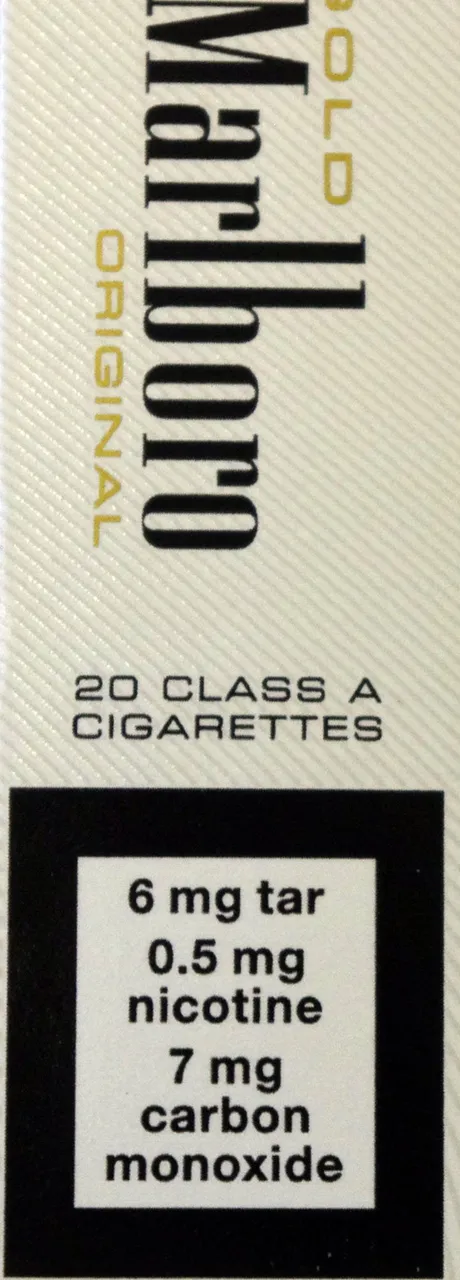 GOLD
Marlboro
ORIGINAL
20 CLASS A
CIGARETTES
6 mg tar
0.5 mg
nicotine
7 mg
carbon
monoxide